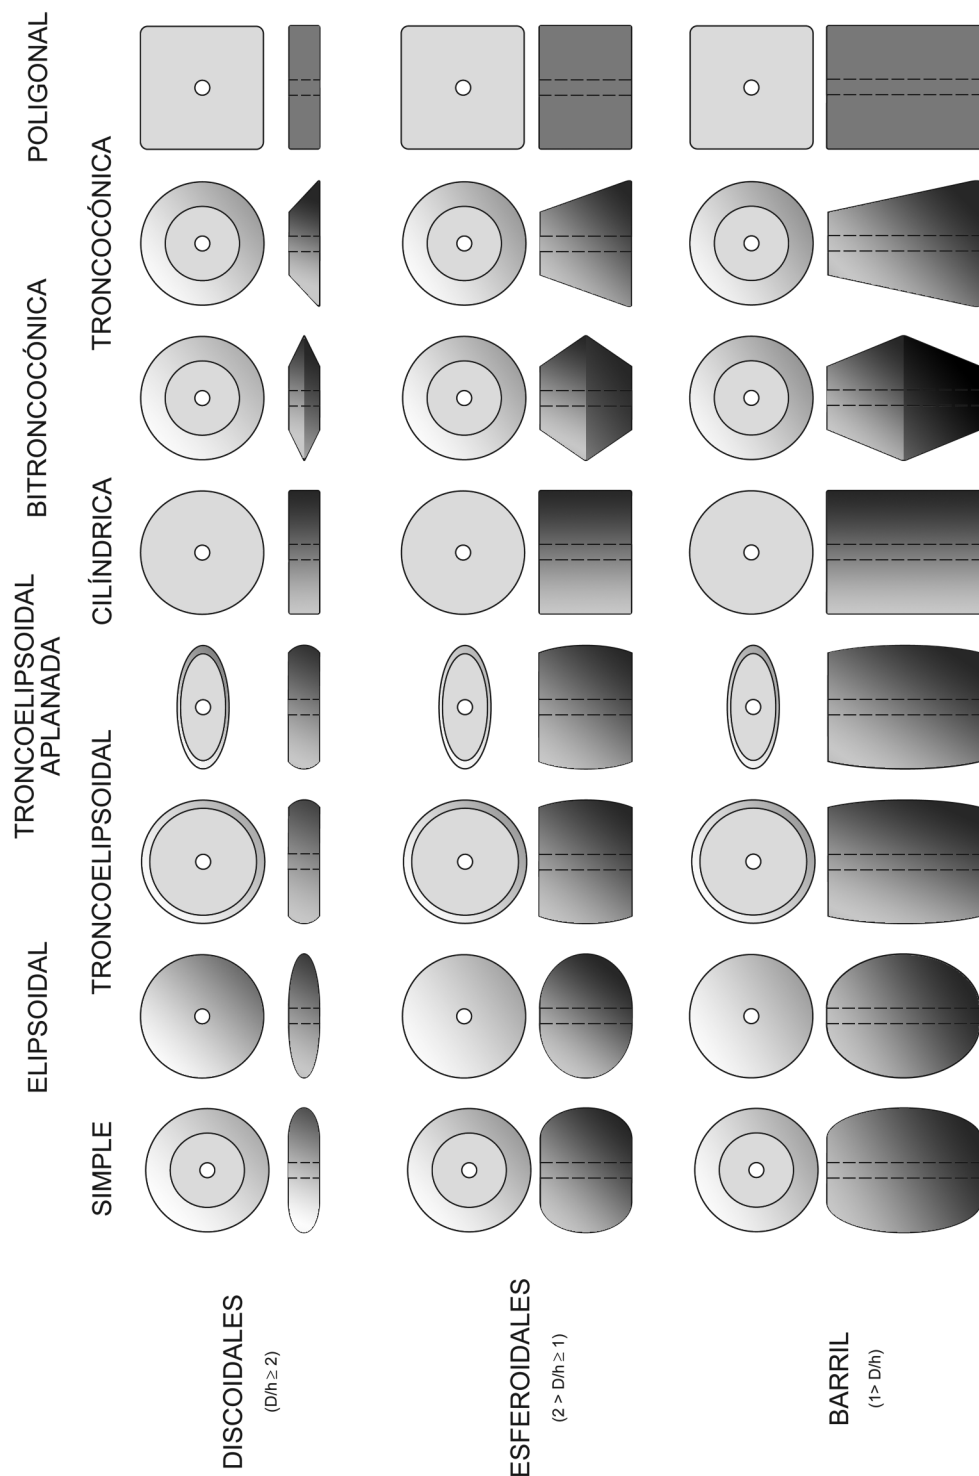 SIMPLE
ELIPSOIDAL
TRONCOELIPSOIDAL
TRONCOELIPSOIDAL
APLANADA
CILÍNDRICA
BITRONCOCÓNICA
TRONCOCÓNICA
POLIGONAL
DISCOIDALES
(D/h ≥ 2)
ESFEROIDALES
(2 > D/h ≥ 1)
BARRIL
(1> D/h)